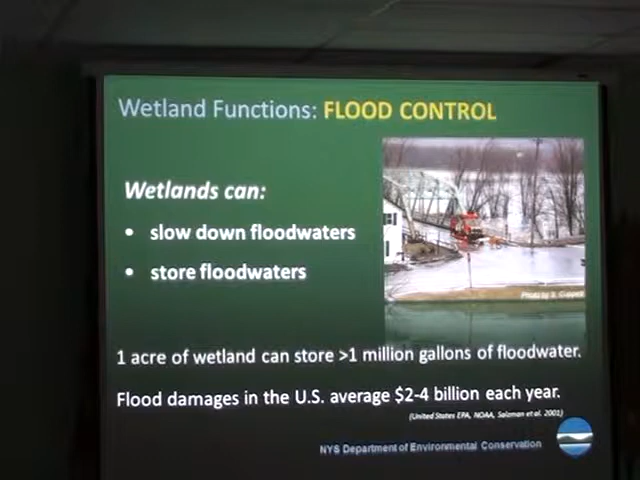 Wetland Functions: FLOOD CONTROL
Wetlands can:
• slow down floodwaters
• store floodwaters
Photo by
1 acre of wetland can store >1 million gallons of floodwater.
Flood damages in the U.S. average $2-4 billion each year.
(United States EPA, NOAA, Salzman et al. 2001)
NYS Department of Environmental Conservation